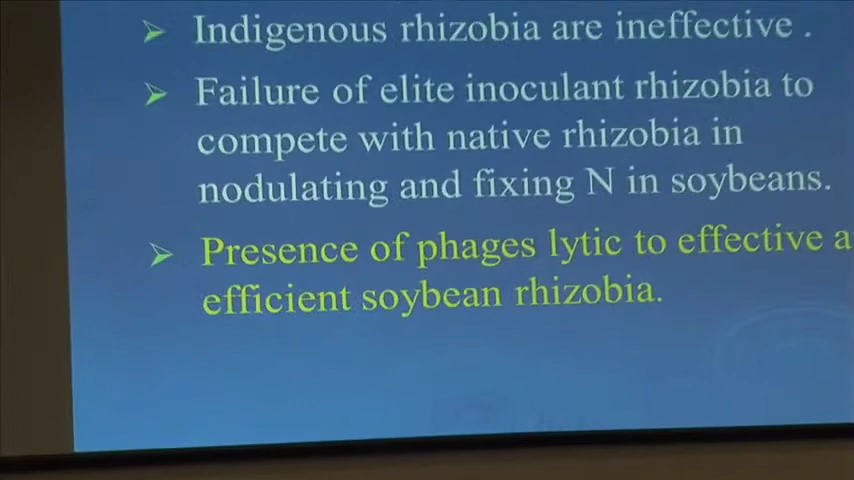 Indigenous rhizobia are ineffective .
Failure of elite inoculant rhizobia to
compete with native rhizobia in
nodulating and fixing N in soybeans.
Presence of phages lytic to effective
efficient soybean rhizobia.